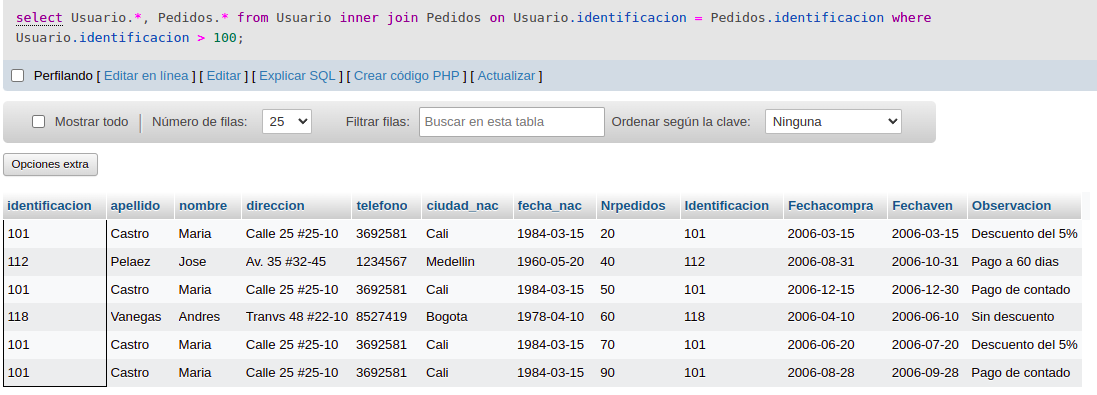 select Usuario.*, Pedidos.* from Usuario inner join Pedidos on Usuario.identificacion = Pedidos.identificacion where
Usuario.identificacion > 100;
Perfilando [ Editar en línea ] [ Editar ] [ Explicar SQL ] [ Crear código PHP ] [ Actualizar ]
Mostrar todo | Número de filas: 25 Filtrar filas: Buscar en esta tabla Ordenar según la clave: Ninguna
Opciones extra
identificacion apellido nombre direccion telefono ciudad_nac fecha_nac Nrpedidos Identificacion Fechacompra Fechaven Observacion
101 Castro Maria Calle 25 #25-10 3692581 Cali 1984-03-15 20 101 2006-03-15 2006-03-15 Descuento del 5%
112 Pelaez Jose Av. 35 #32-45 1234567 Medellin 1960-05-20 40 112 2006-08-31 2006-10-31 Pago a 60 dias
101 Castro Maria Calle 25 #25-10 3692581 Cali 1984-03-15 50 101 2006-12-15 2006-12-30 Pago de contado
118 Vanegas Andres Tranvs 48 #22-10 8527419 Bogota 1978-04-10 60 118 2006-04-10 2006-06-10 Sin descuento
101 Castro Maria Calle 25 #25-10 3692581 Cali 1984-03-15 70 101 2006-06-20 2006-07-20 Descuento del 5%
101 Castro Maria Calle 25 #25-10 3692581 Cali 1984-03-15 90 101 2006-08-28 2006-09-28 Pago de contado